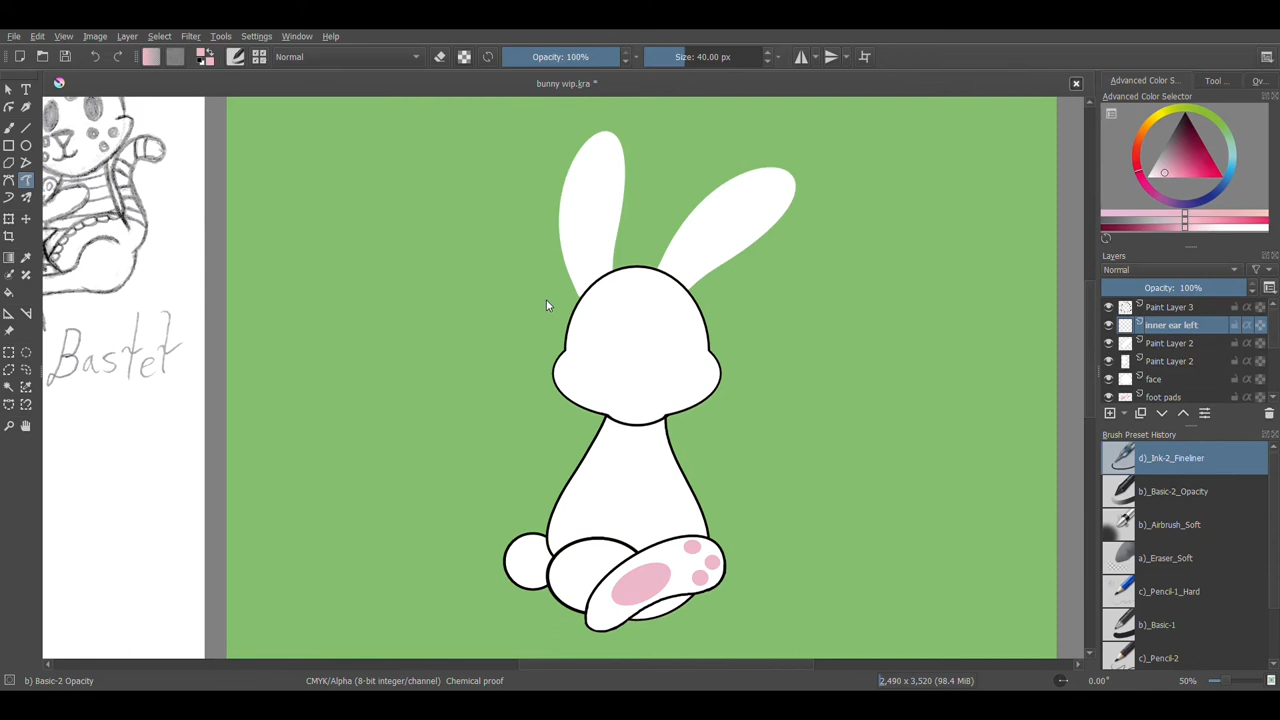 File Edit View Image Layer Select Filter Tools Settings Window Help
Normal
Opacity: 100%
Size: 40.00 px
bunny wip.kra *
Advanced Color S... Tool ... Ov...
Advanced Color Selector
Layers
Normal
Opacity: 100%
Paint Layer 3
inner ear left
Paint Layer 2
Paint Layer 2
face
foot pads
Brush Preset History
d)_Ink-2_Fineliner
b)_Basic-2_Opacity
b)_Airbrush_Soft
a)_Eraser_Soft
c)_Pencil-1_Hard
b)_Basic-1
c)_Pencil-2
Bastet
b) Basic-2 Opacity
CMYK/Alpha (8-bit integer/channel) Chemical proof
2,490 x 3,520 (98.4 MiB)
0.00°
50%